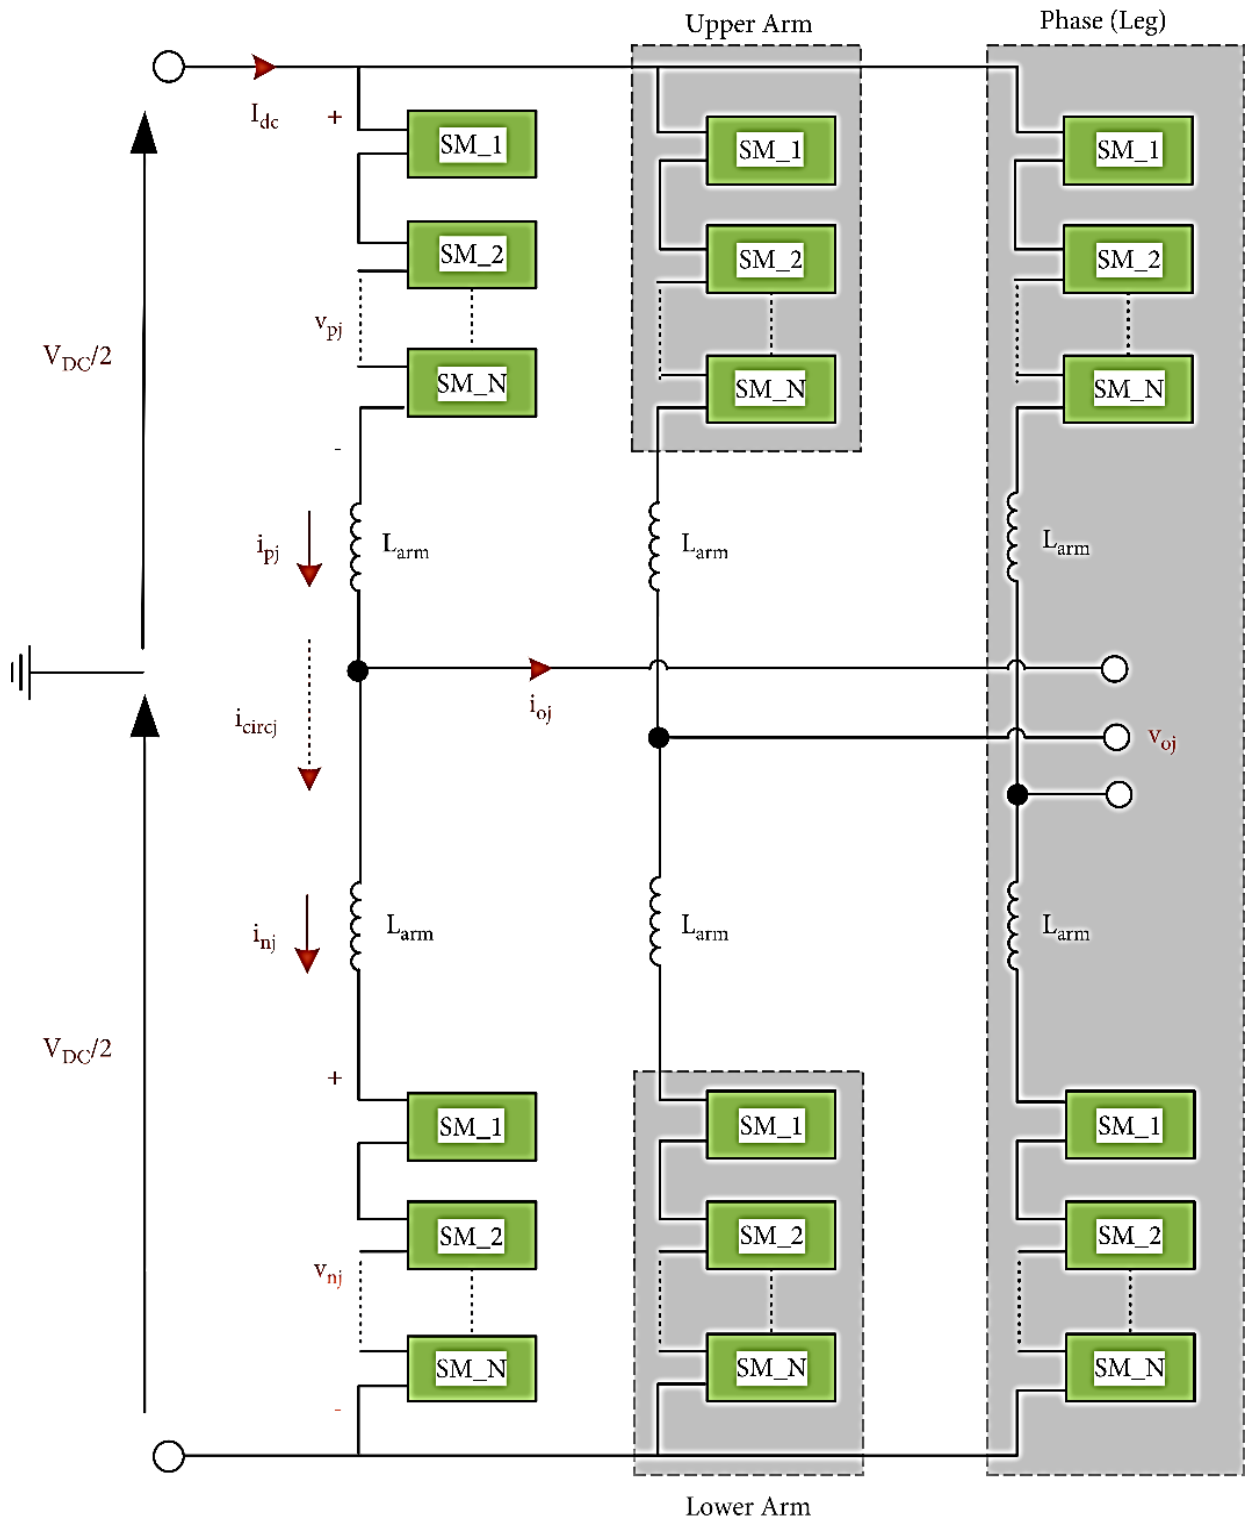 Upper Arm
Phase (Leg)
I_dc
+
SM_1
SM_1
SM_1
SM_2
SM_2
SM_2
v_pj
V_DC/2
SM_N
SM_N
SM_N
-
i_pj
L_arm
L_arm
L_arm
i_circj
i_oj
v_oj
i_nj
L_arm
L_arm
L_arm
V_DC/2
+
SM_1
SM_1
SM_1
SM_2
SM_2
SM_2
v_nj
SM_N
SM_N
SM_N
-
Lower Arm